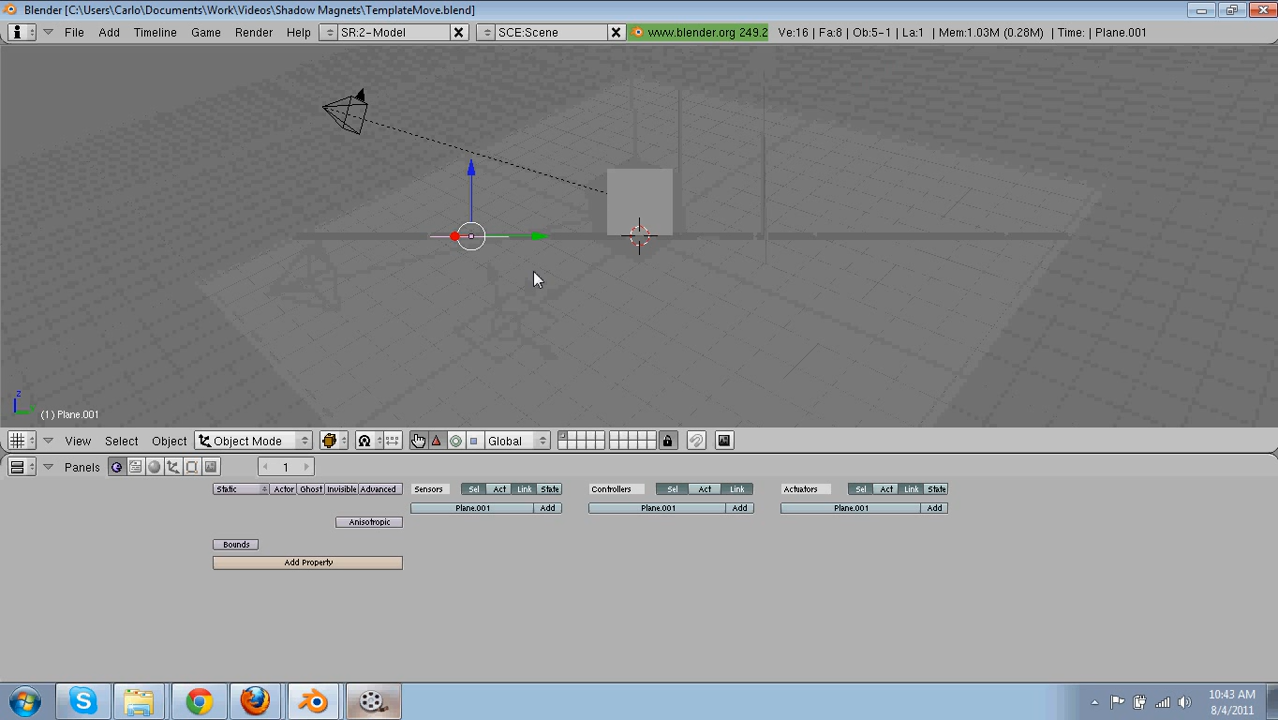 Blender [C:\Users\Carlo\Documents\Work\Videos\Shadow Magnets\TemplateMove.blend]
File Add Timeline Game Render Help SR:2-Model SCE:Scene www.blender.org 249.2 Ve:16 | Fa:8 | Ob:5-1 | La:1 | Mem:1.03M (0.28M) | Time: | Plane.001
z
(1) Plane.001
View Select Object Object Mode Global
Panels 1
Static Actor Ghost Invisible Advanced Sensors Sel Act Link State Controllers Sel Act Link Actuators Sel Act Link State
Plane.001 Add Plane.001 Add Plane.001 Add
Anisotropic
Bounds
Add Property
10:43 AM
8/4/2011